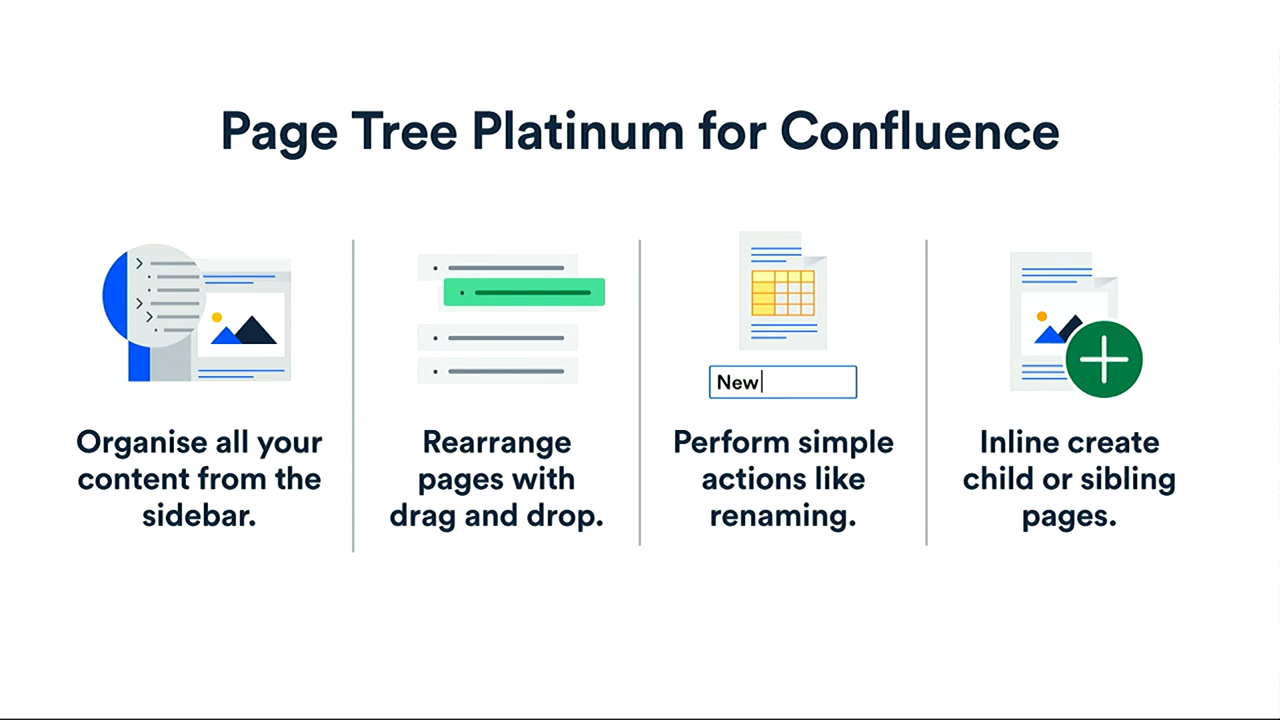 Page Tree Platinum for Confluence
Organise all your
content from the
sidebar.
Rearrange
pages with
drag and drop.
New
Perform simple
actions like
renaming.
Inline create
child or sibling
pages.